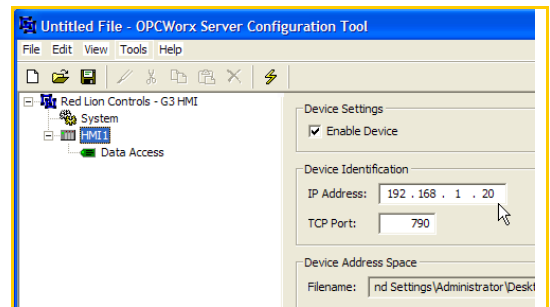 Untitled File - OPCWorx Server Configuration Tool
File Edit View Tools Help
Red Lion Controls - G3 HMI
System
HMI1
Data Access
Device Settings
Enable Device
Device Identification
IP Address: 192 . 168 . 1 . 20
TCP Port: 790
Device Address Space
Filename: nd Settings\Administrator\Deskt